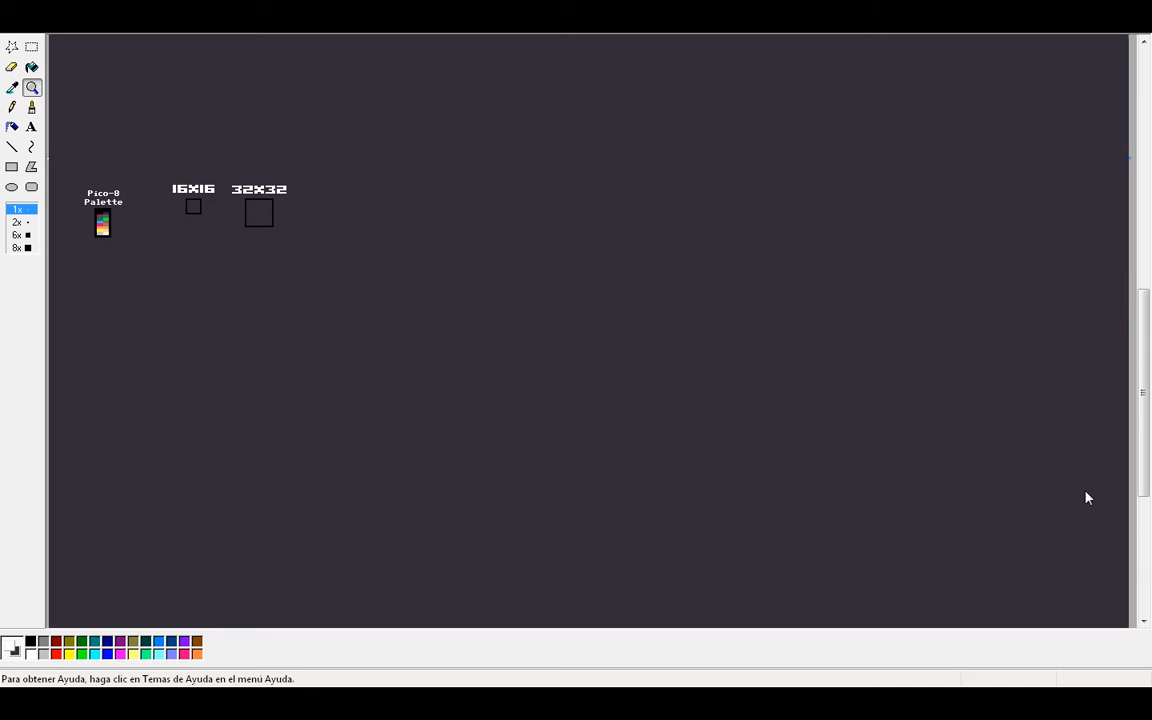 Pico-8
Palette
16X16
32X32
1x
2x
6x
8x
A
Para obtener Ayuda, haga clic en Temas de Ayuda en el menú Ayuda.